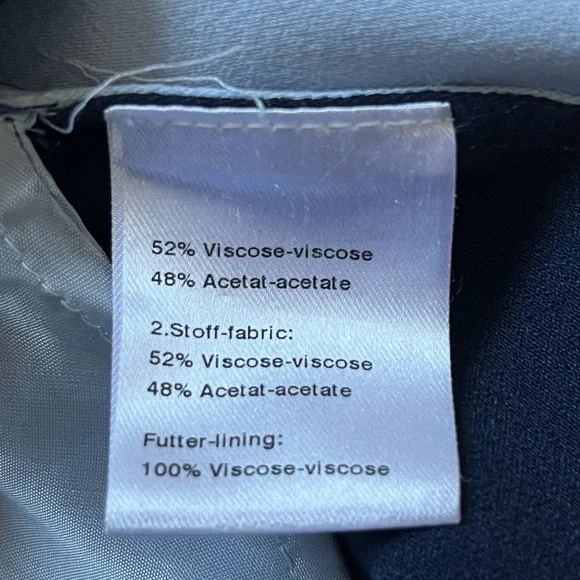 52% Viscose-viscose
48% Acetat-acetate
2.Stoff-fabric:
52% Viscose-viscose
48% Acetat-acetate
Futter-lining:
100% Viscose-viscose